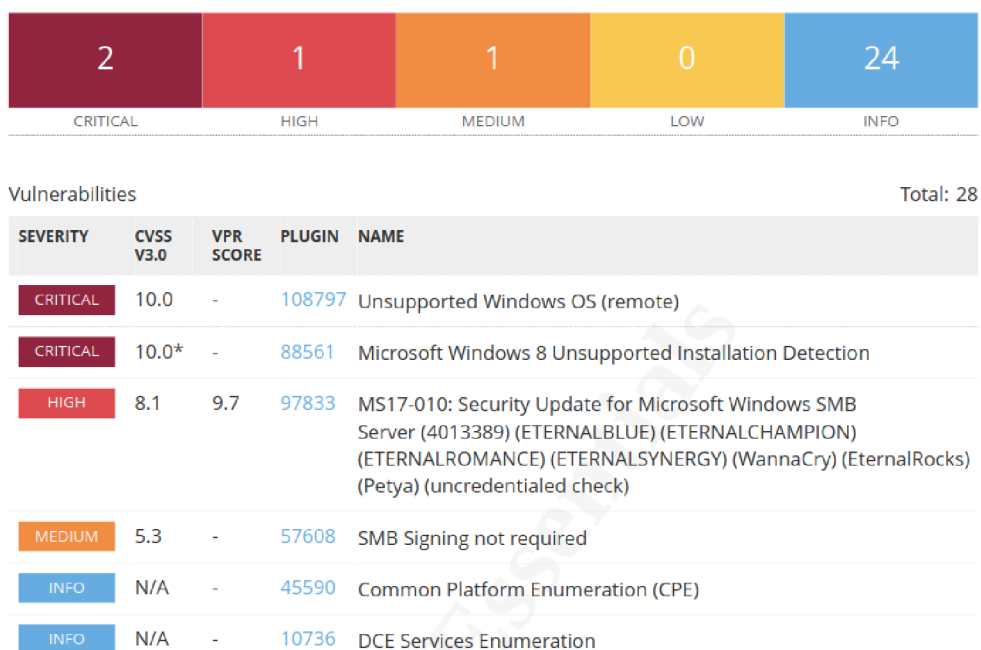 2 1 1 0 24
CRITICAL HIGH MEDIUM LOW INFO
Vulnerabilities Total: 28
SEVERITY CVSS V3.0 VPR SCORE PLUGIN NAME
CRITICAL 10.0 - 108797 Unsupported Windows OS (remote)
CRITICAL 10.0* - 88561 Microsoft Windows 8 Unsupported Installation Detection
HIGH 8.1 9.7 97833 MS17-010: Security Update for Microsoft Windows SMB
Server (4013389) (ETERNALBLUE) (ETERNALCHAMPION)
(ETERNALROMANCE) (ETERNALSYNERGY) (WannaCry) (EternalRocks)
(Petya) (uncredentialed check)
MEDIUM 5.3 - 57608 SMB Signing not required
INFO N/A - 45590 Common Platform Enumeration (CPE)
INFO N/A - 10736 DCE Services Enumeration
Essentials